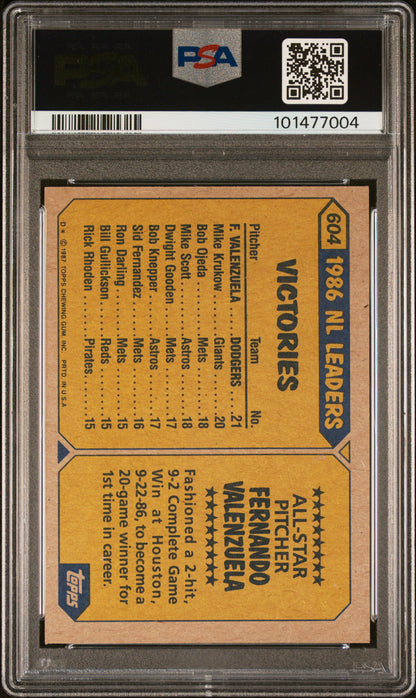 PSA
101477004
604 1986 NL LEADERS
VICTORIES
Pitcher Team No.
F. VALENZUELA . . DODGERS . . 21
Mike Krukow . . . . . Giants . . . . . 20
Bob Ojeda . . . . . . . Mets . . . . . . 18
Mike Scott . . . . . . . Astros . . . . . 18
Dwight Gooden . . . Mets . . . . . . 17
Bob Knepper . . . . . Astros . . . . . 17
Sid Fernandez . . . . Mets . . . . . . 16
Ron Darling . . . . . . Mets . . . . . . 15
Bill Gullickson . . . . Reds . . . . . . 15
Rick Rhoden . . . . . Pirates. . . . . 15
D* © 1987 TOPPS CHEWING GUM, INC. PRTD. IN U.S.A.
ALL-STAR
PITCHER
FERNANDO
VALENZUELA
Fashioned a 2-hit,
9-2 Complete Game
Win at Houston,
9-22-86, to become a
20-game winner for
1st time in career.
Topps